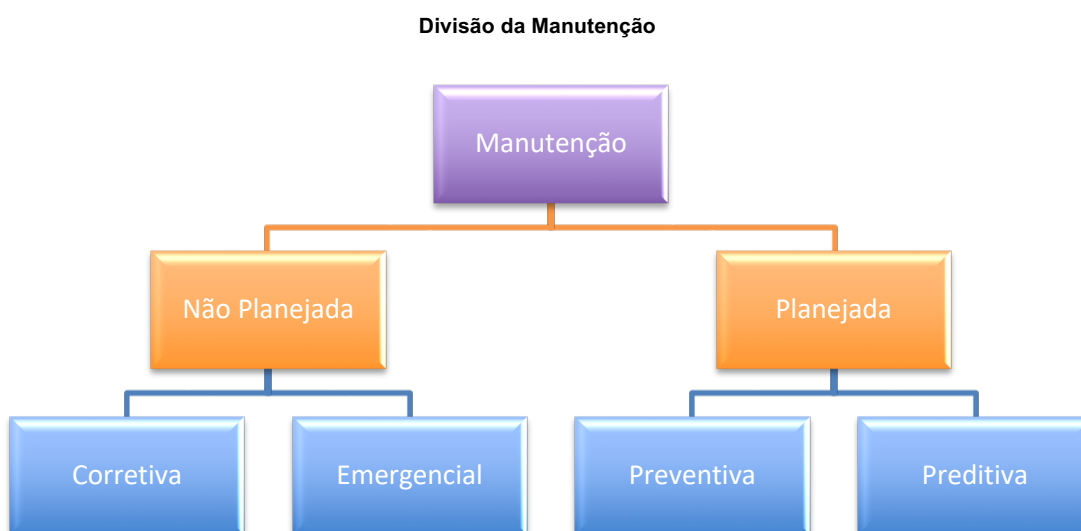 Divisão da Manutenção
Manutenção
Não Planejada
Planejada
Corretiva
Emergencial
Preventiva
Preditiva